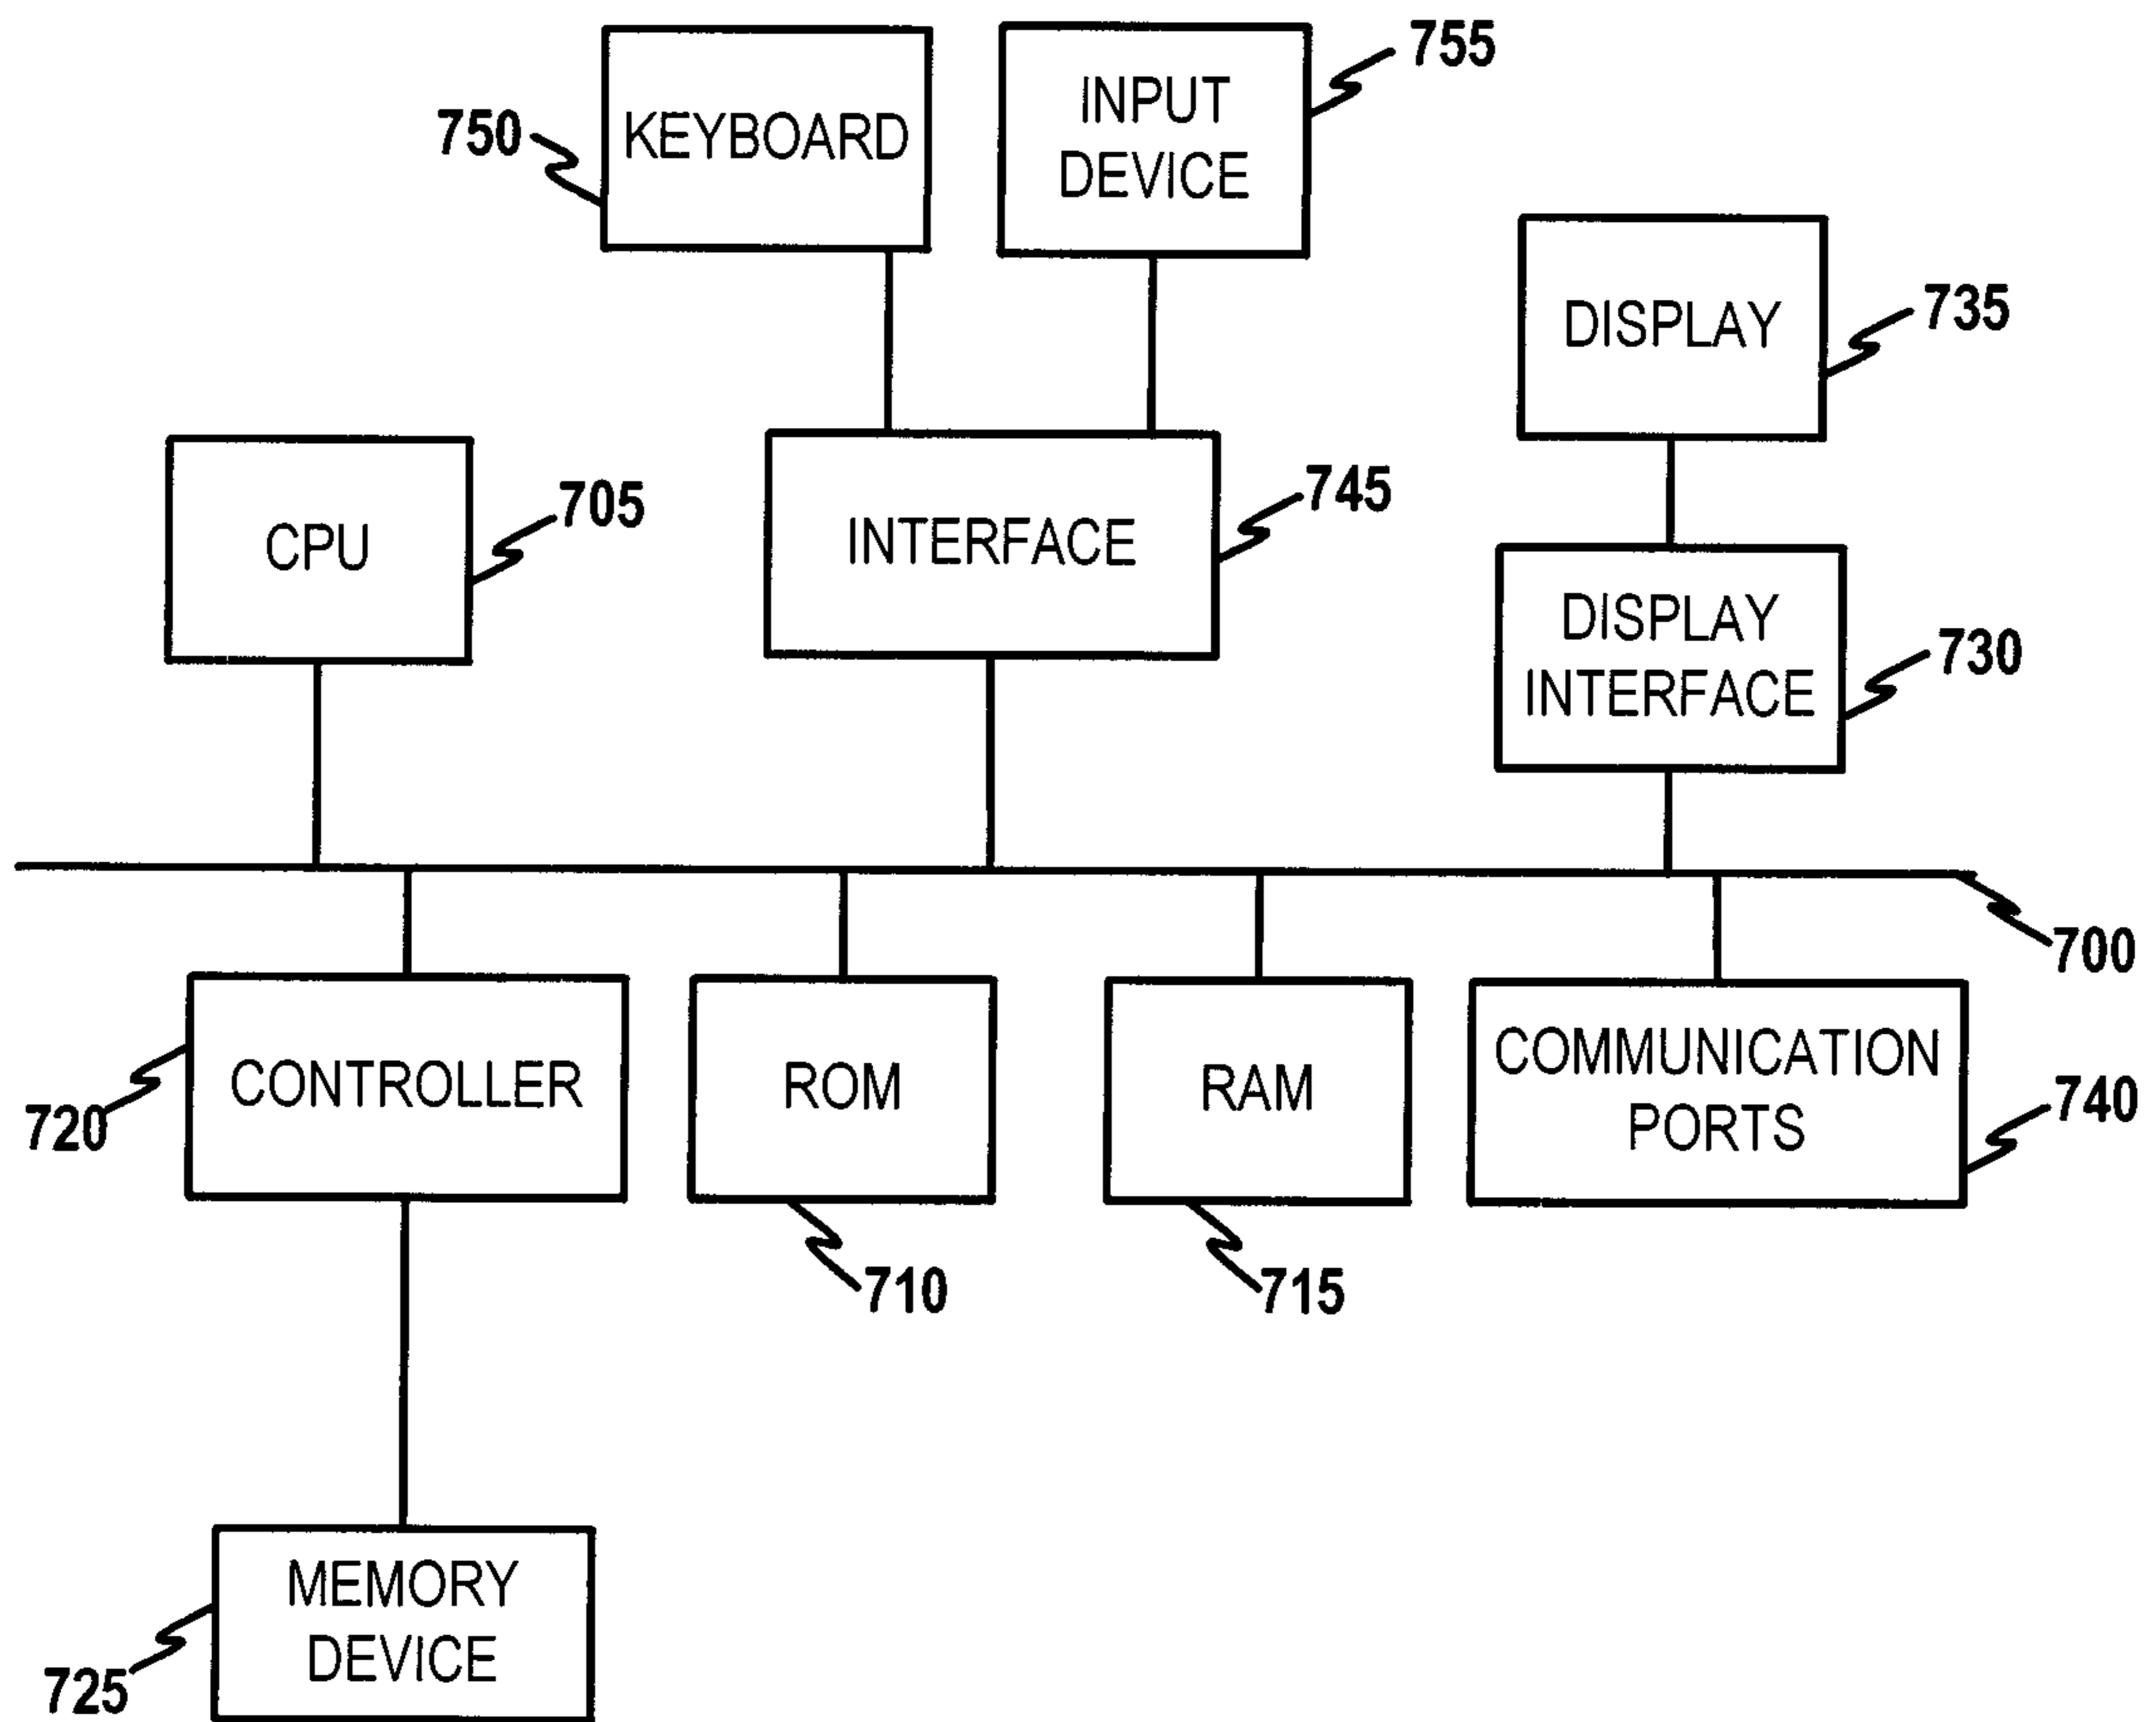 755
INPUT
DEVICE
750
KEYBOARD
735
DISPLAY
745
705
INTERFACE
CPU
DISPLAY
INTERFACE
730
700
CONTROLLER
720
ROM
RAM
COMMUNICATION
PORTS
740
710
715
MEMORY
DEVICE
725